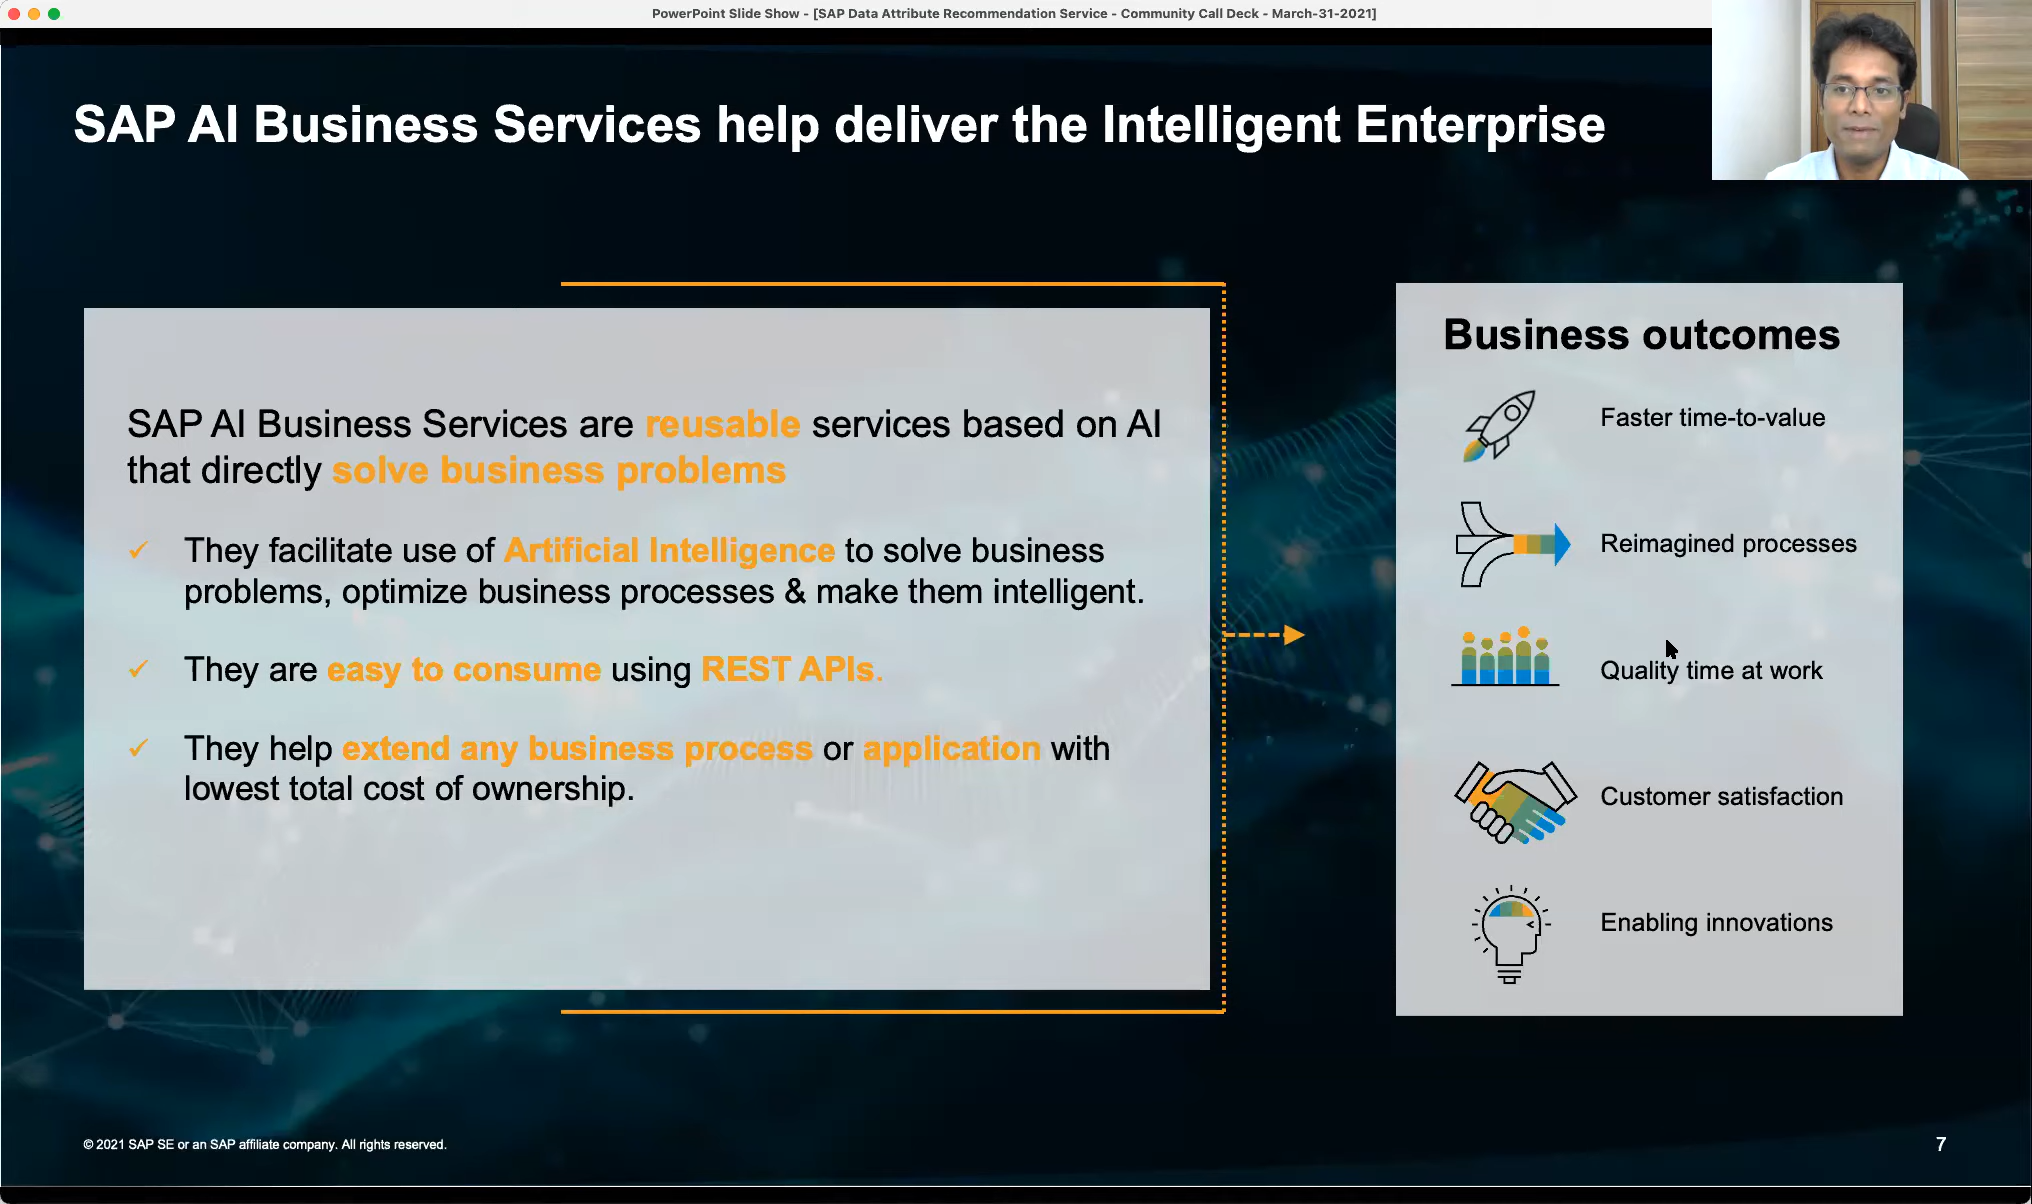 PowerPoint Slide Show - [SAP Data Attribute Recommendation Service - Community Call Deck - March-31-2021]
SAP AI Business Services help deliver the Intelligent Enterprise
SAP AI Business Services are reusable services based on AI
that directly solve business problems
✓ They facilitate use of Artificial Intelligence to solve business
problems, optimize business processes & make them intelligent.
✓ They are easy to consume using REST APIs.
✓ They help extend any business process or application with
lowest total cost of ownership.
Business outcomes
Faster time-to-value
Reimagined processes
Quality time at work
Customer satisfaction
Enabling innovations
© 2021 SAP SE or an SAP affiliate company. All rights reserved.
7